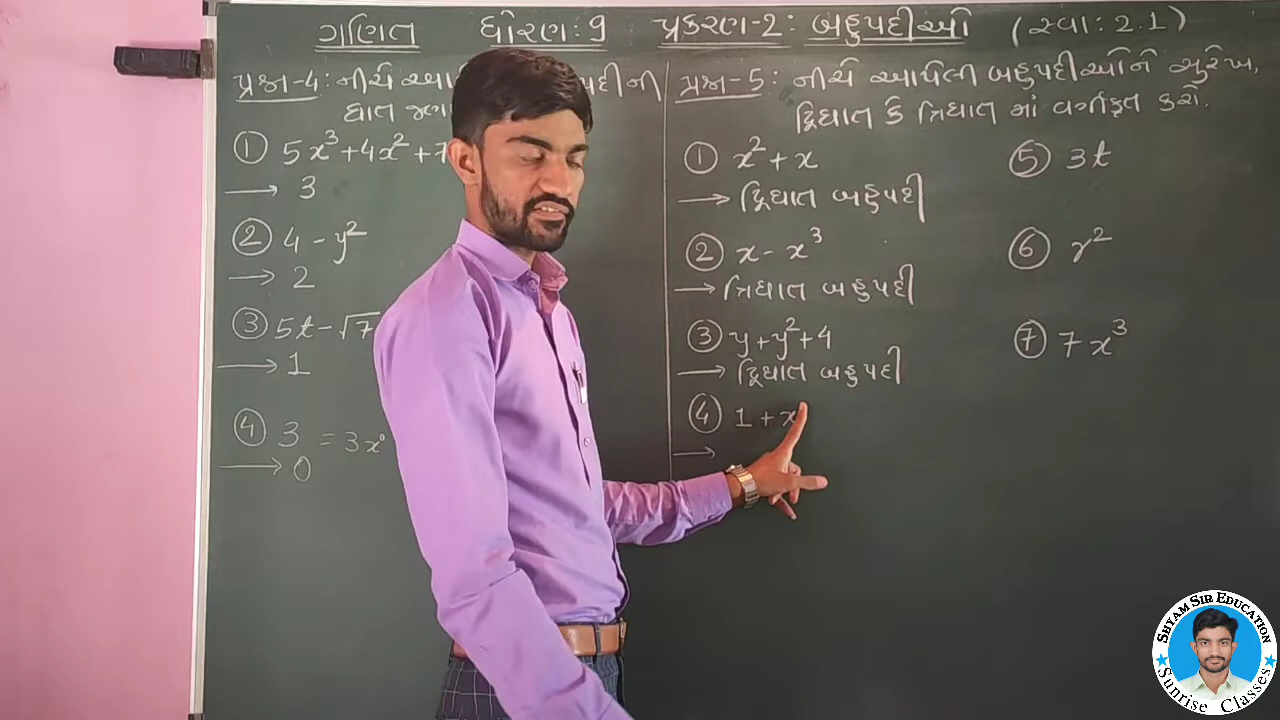 ગણિત ધોરણ: 9 પ્રકરણ-2: બહુપદીઓ (સ્વા: 2.1)
પ્રશ્ન-4: નીચે
ઘાત
① 5x³+4x²+7
→ 3
② 4 - y²
→ 2
③ 5t - √7
→ 1
④ 3 = 3x⁰
→ 0
પ્રશ્ન-5: નીચે આપેલી બહુપદીઓને સુરેખ,
દ્વિઘાત કે ત્રિઘાત માં વર્ગીકૃત કરો.
① x² + x
→ દ્વિઘાત બહુપદી
② x - x³
→ ત્રિઘાત બહુપદી
③ y+y²+4
→ દ્વિઘાત બહુપદી
④ 1 + x
→
⑤ 3t
⑥ r²
⑦ 7x³
SHYAM SIR EDUCATION
Sunrise Classes